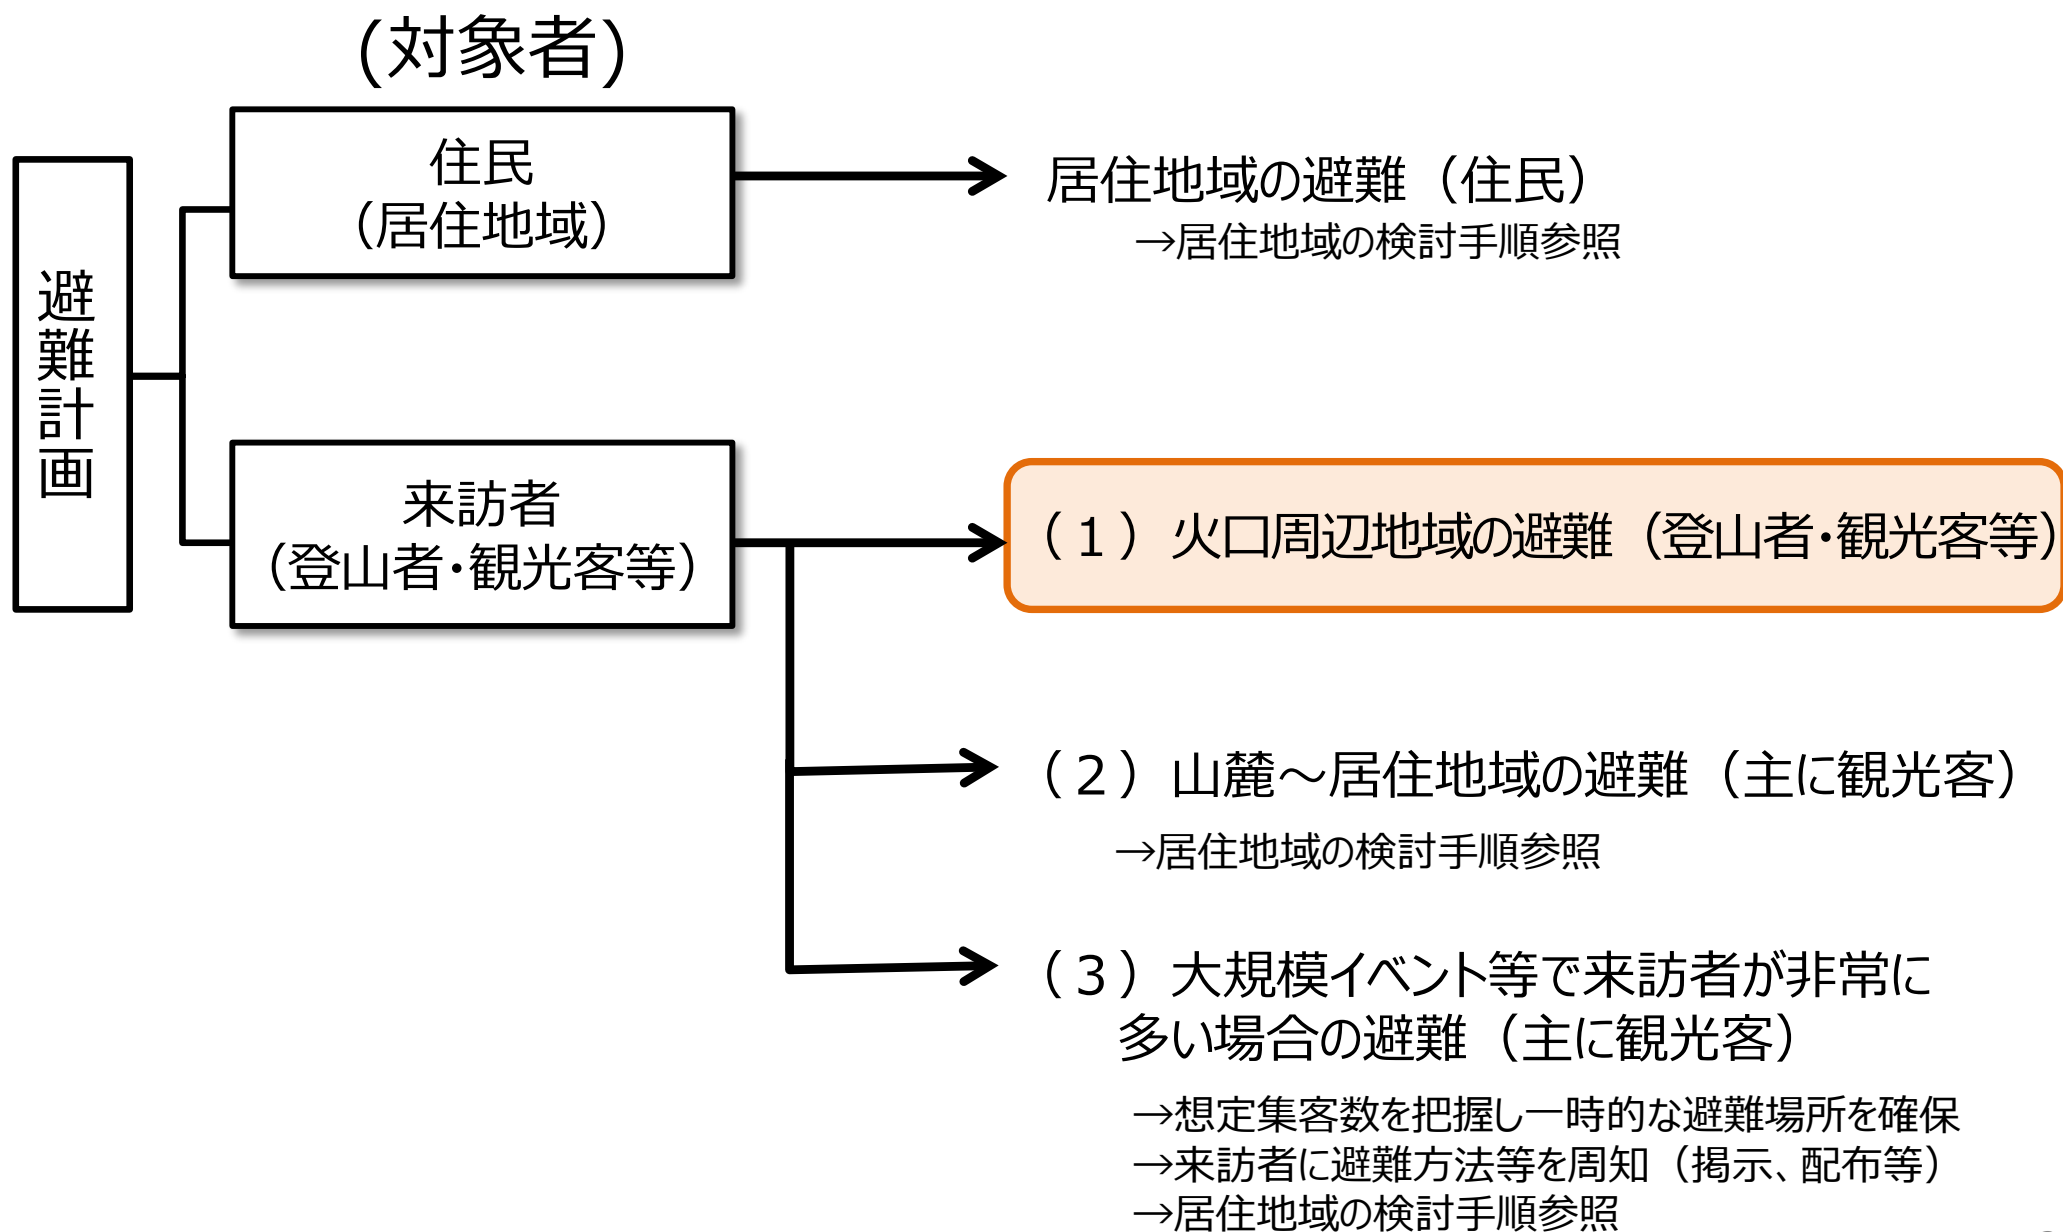 (対象者)
避難計画
住民
（居住地域）
居住地域の避難（住民）
→居住地域の検討手順参照
来訪者
（登山者・観光客等）
（１）火口周辺地域の避難（登山者・観光客等）
（２）山麓～居住地域の避難（主に観光客）
→居住地域の検討手順参照
（３）大規模イベント等で来訪者が非常に
多い場合の避難（主に観光客）
→想定集客数を把握し一時的な避難場所を確保
→来訪者に避難方法等を周知（掲示、配布等）
→居住地域の検討手順参照